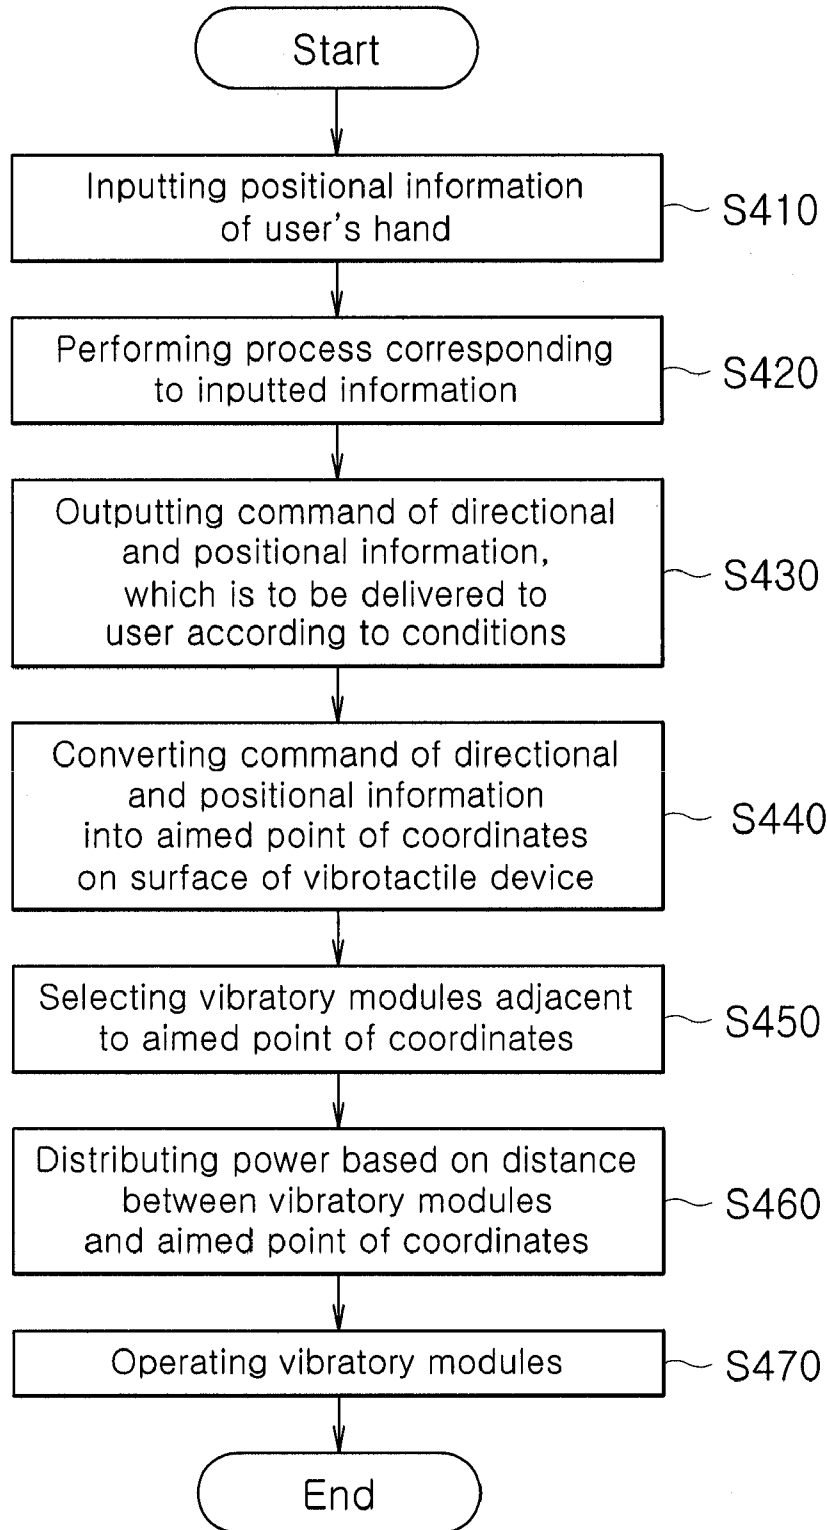 Start
Inputting positional information
of user's hand
S410
Performing process corresponding
to inputted information
S420
Outputting command of directional
and positional information,
which is to be delivered to
user according to conditions
S430
Converting command of directional
and positional information
into aimed point of coordinates
on surface of vibrotactile device
S440
Selecting vibratory modules adjacent
to aimed point of coordinates
S450
Distributing power based on distance
between vibratory modules
and aimed point of coordinates
S460
Operating vibratory modules
S470
End